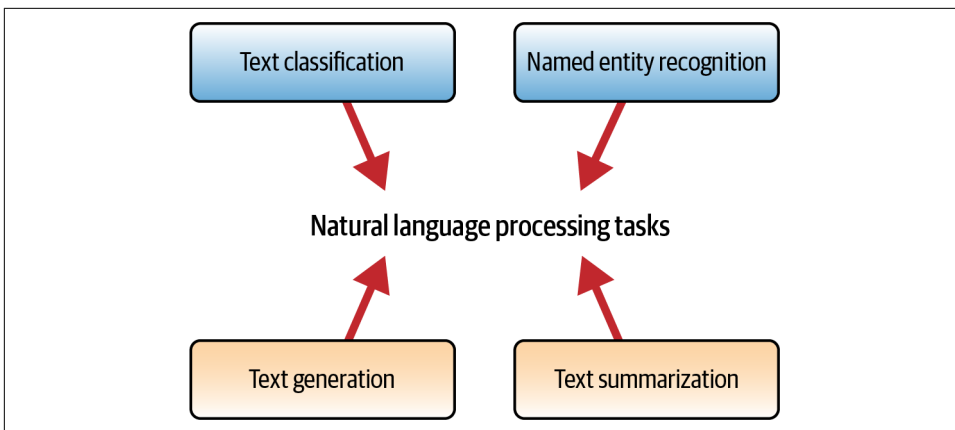 Text classification
Named entity recognition
Natural language processing tasks
Text generation
Text summarization